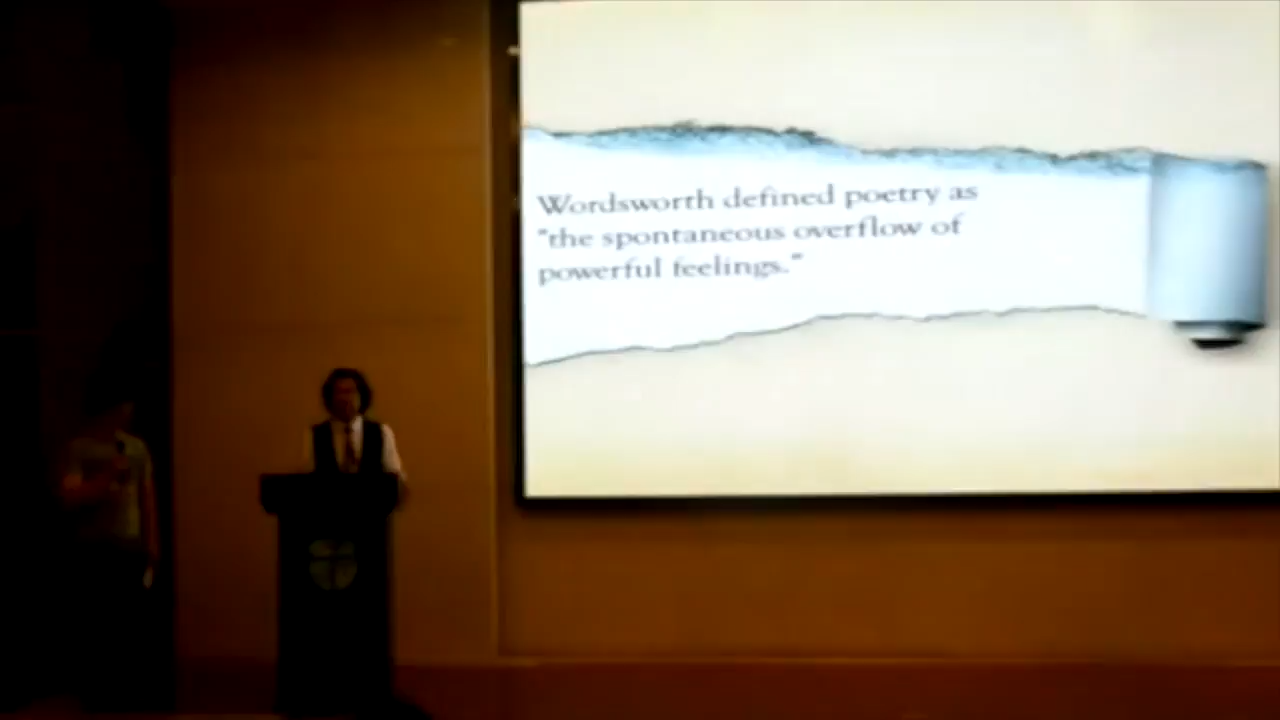 Wordsworth defined poetry as
"the spontaneous overflow of
powerful feelings."